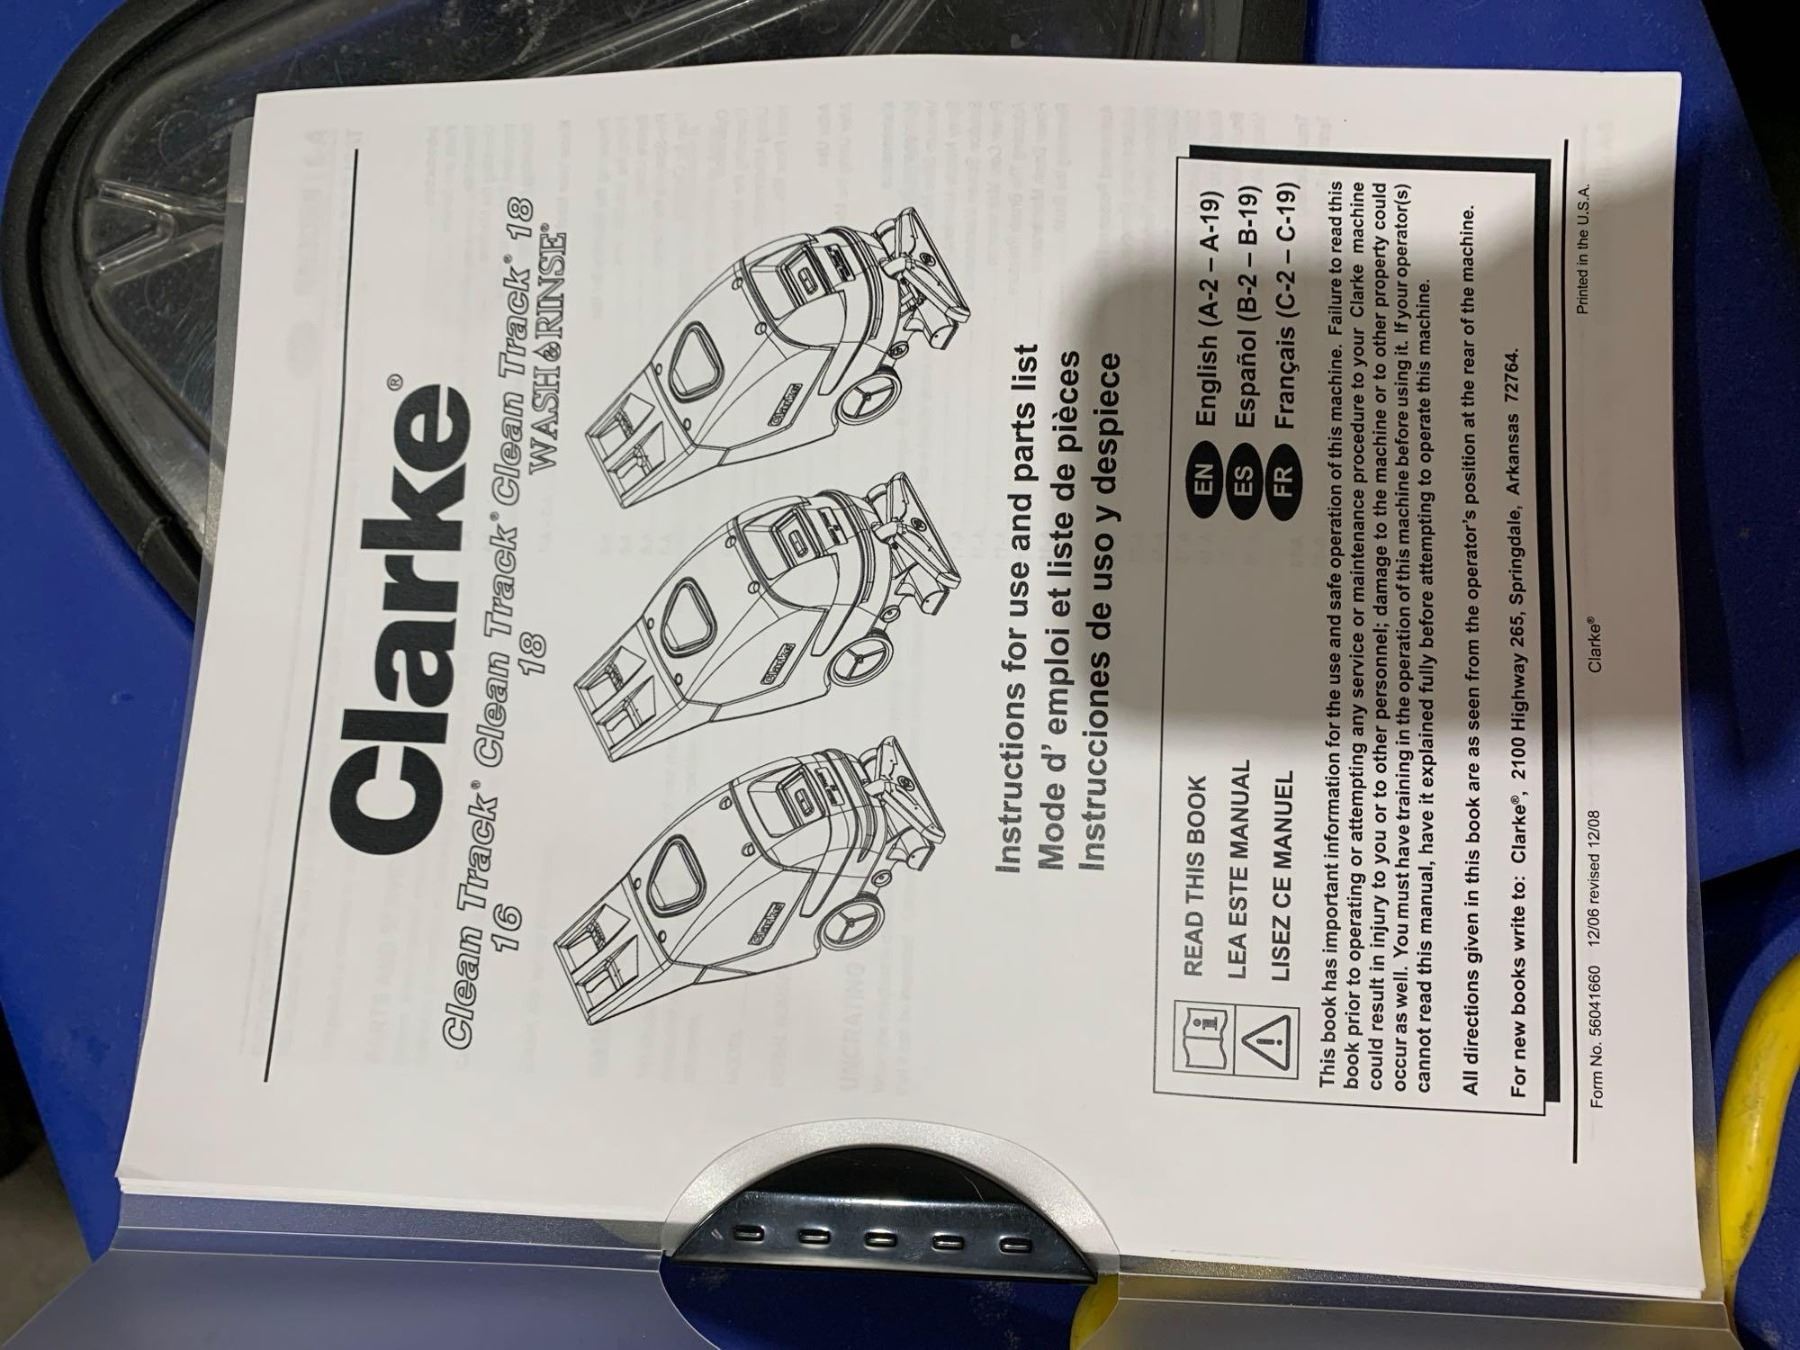 Clarke®
Clean Track® Clean Track® Clean Track® 18
16 18 WASH & RINSE®
Clarke
Clarke
Clarke
Instructions for use and parts list
Mode d' emploi et liste de pièces
Instrucciones de uso y despiece
READ THIS BOOK EN English (A-2 – A-19)
LEA ESTE MANUAL ES Español (B-2 – B-19)
LISEZ CE MANUEL FR Français (C-2 – C-19)
This book has important information for the use and safe operation of this machine. Failure to read this
book prior to operating or attempting any service or maintenance procedure to your Clarke machine
could result in injury to you or to other personnel; damage to the machine or to other property could
occur as well. You must have training in the operation of this machine before using it. If your operator(s)
cannot read this manual, have it explained fully before attempting to operate this machine.
All directions given in this book are as seen from the operator's position at the rear of the machine.
For new books write to: Clarke®, 2100 Highway 265, Springdale, Arkansas 72764.
Form No. 56041660 12/06 revised 12/08 Clarke® Printed in the U.S.A.